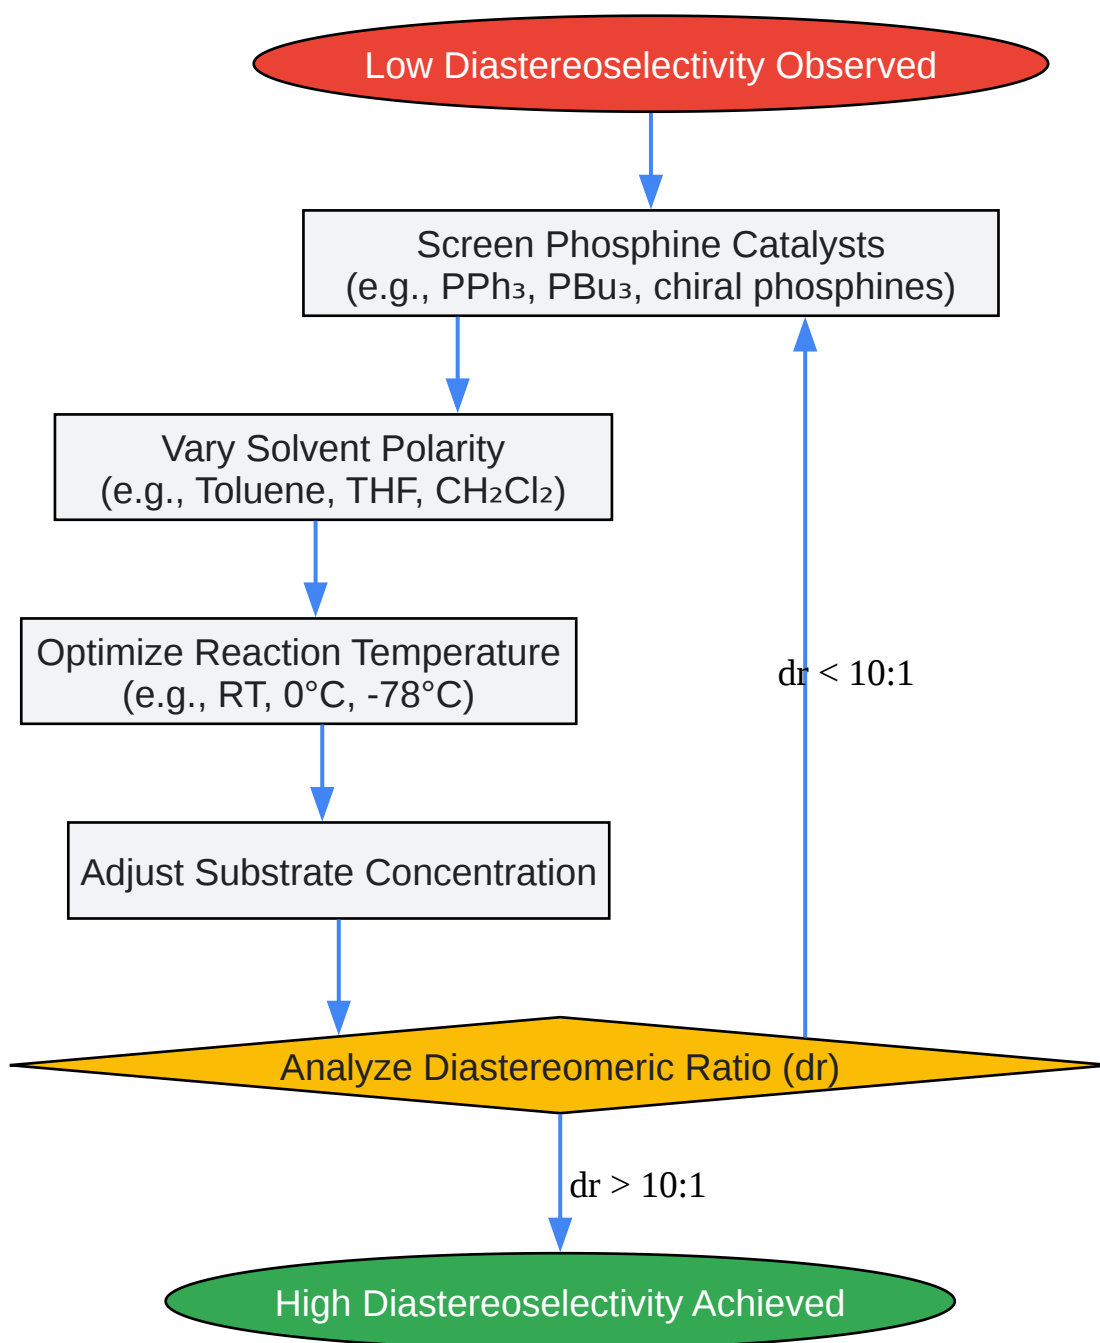 Low Diastereoselectivity Observed
Screen Phosphine Catalysts
(e.g., PPh₃, PBu₃, chiral phosphines)
Vary Solvent Polarity
(e.g., Toluene, THF, CH₂Cl₂)
Optimize Reaction Temperature
(e.g., RT, 0°C, -78°C)
dr < 10:1
Adjust Substrate Concentration
Analyze Diastereomeric Ratio (dr)
dr > 10:1
High Diastereoselectivity Achieved